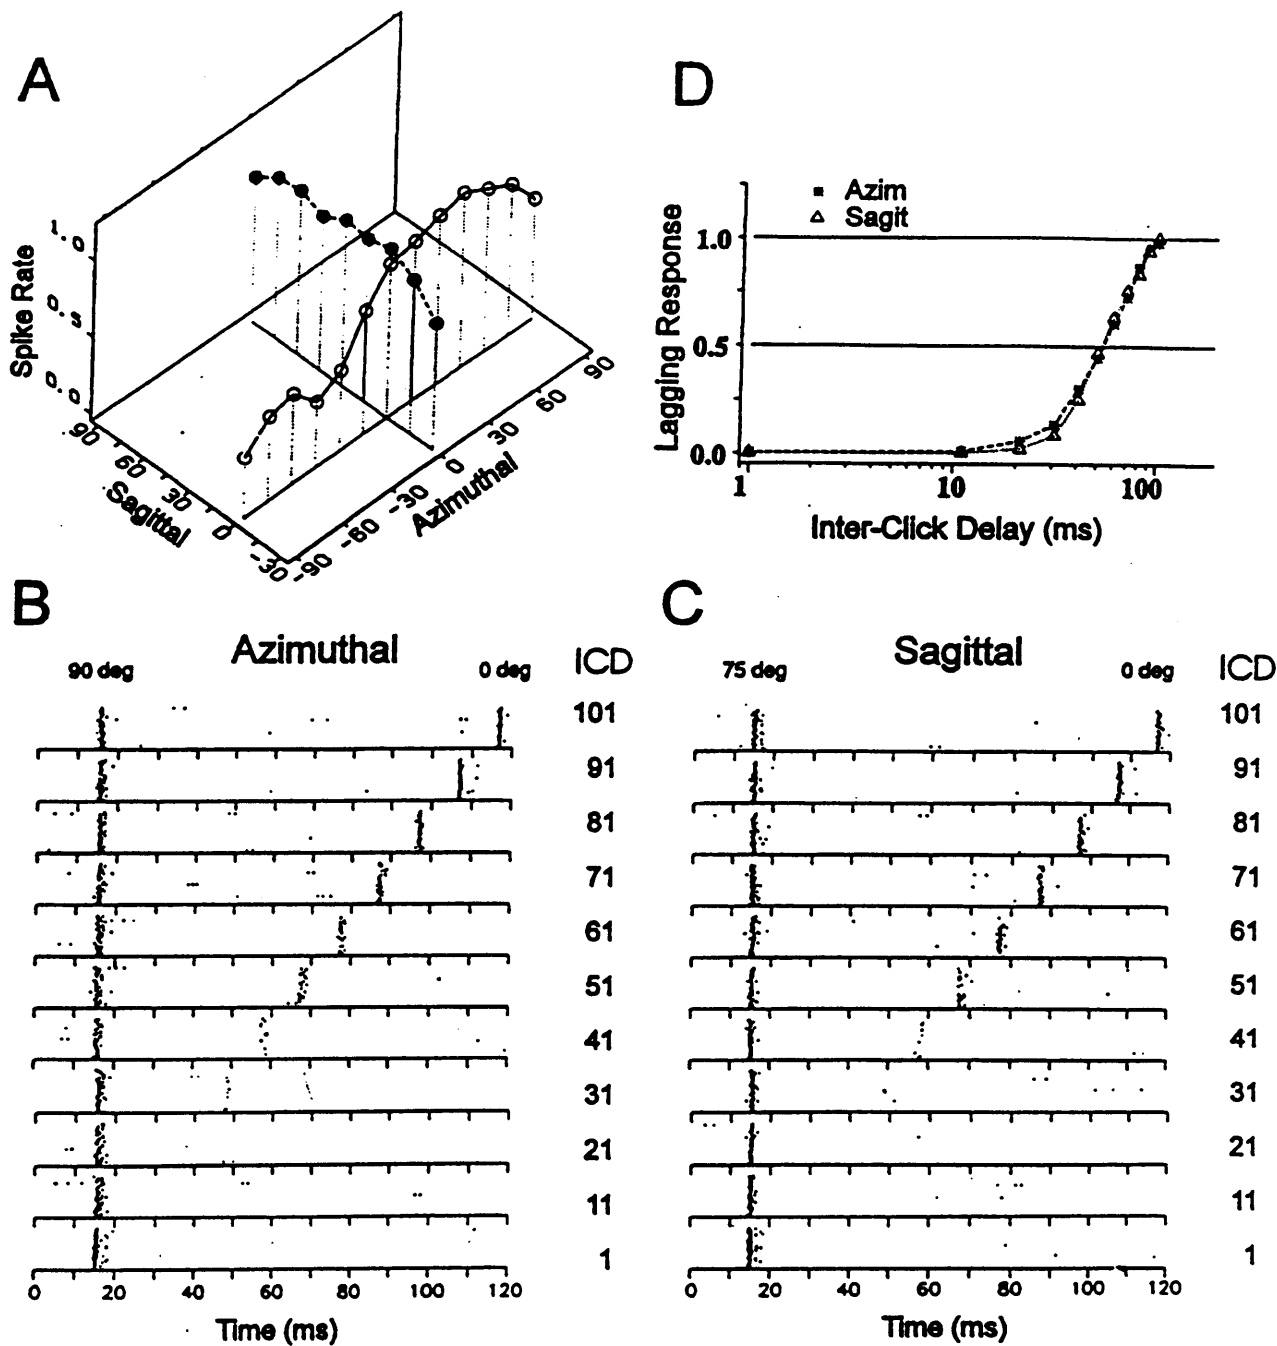 A
D
Azim
Sagit
1.0
0.5
0.0
Spike Rate
90
60
30
0
-30
Sagittal
-90
-60
-30
0
30
60
90
Azimuthal
1.0
0.5
0.0
Lagging Response
1
10
100
Inter-Click Delay (ms)
B
Azimuthal
90 deg
0 deg
ICD
101
91
81
71
61
51
41
31
21
11
1
0
20
40
60
80
100
120
Time (ms)
C
Sagittal
75 deg
0 deg
ICD
101
91
81
71
61
51
41
31
21
11
1
0
20
40
60
80
100
120
Time (ms)